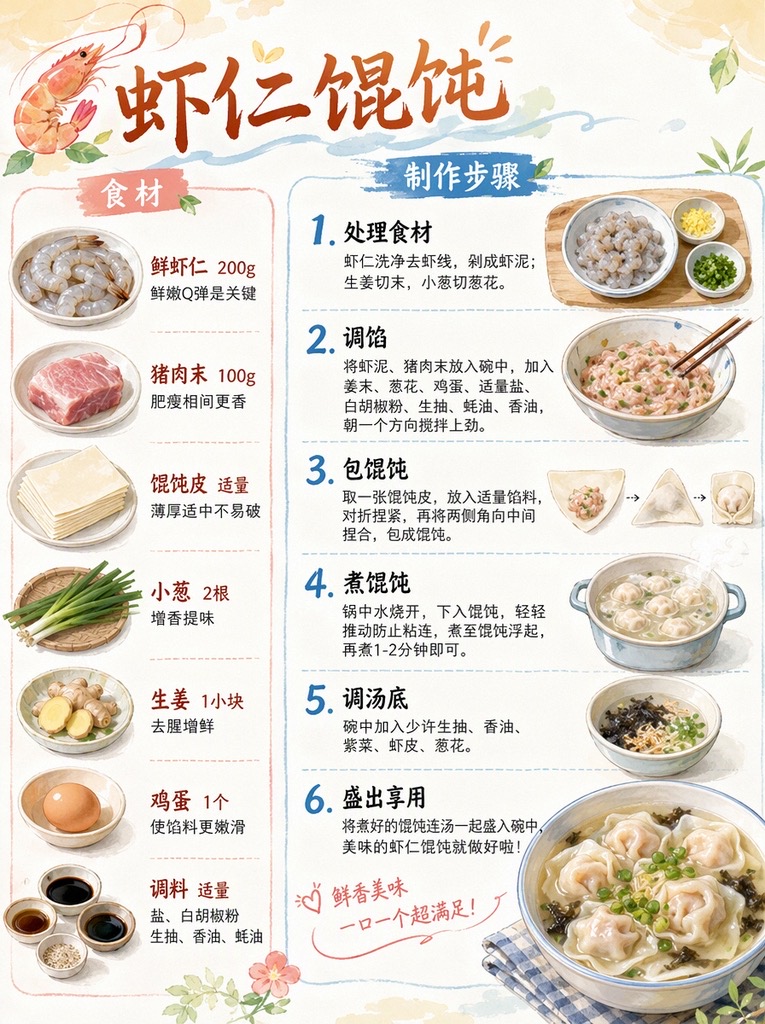 虾仁馄饨
食材
鲜虾仁 200g
鲜嫩Q弹是关键
猪肉末 100g
肥瘦相间更香
馄饨皮 适量
薄厚适中不易破
小葱 2根
增香提味
生姜 1小块
去腥增鲜
鸡蛋 1个
使馅料更嫩滑
调料 适量
盐、白胡椒粉
生抽、香油、蚝油
制作步骤
1. 处理食材
虾仁洗净去虾线，剁成虾泥；
生姜切末，小葱切葱花。
2. 调馅
将虾泥、猪肉末放入碗中，加入
姜末、葱花、鸡蛋、适量盐、
白胡椒粉、生抽、蚝油、香油，
朝一个方向搅拌上劲。
3. 包馄饨
取一张馄饨皮，放入适量馅料，
对折捏紧，再将两侧角向中间
捏合，包成馄饨。
4. 煮馄饨
锅中水烧开，下入馄饨，轻轻
推动防止粘连，煮至馄饨浮起，
再煮1-2分钟即可。
5. 调汤底
碗中加入少许生抽、香油、
紫菜、虾皮、葱花。
6. 盛出享用
将煮好的馄饨连汤一起盛入碗中，
美味的虾仁馄饨就做好啦！
鲜香美味
一口一个超满足！